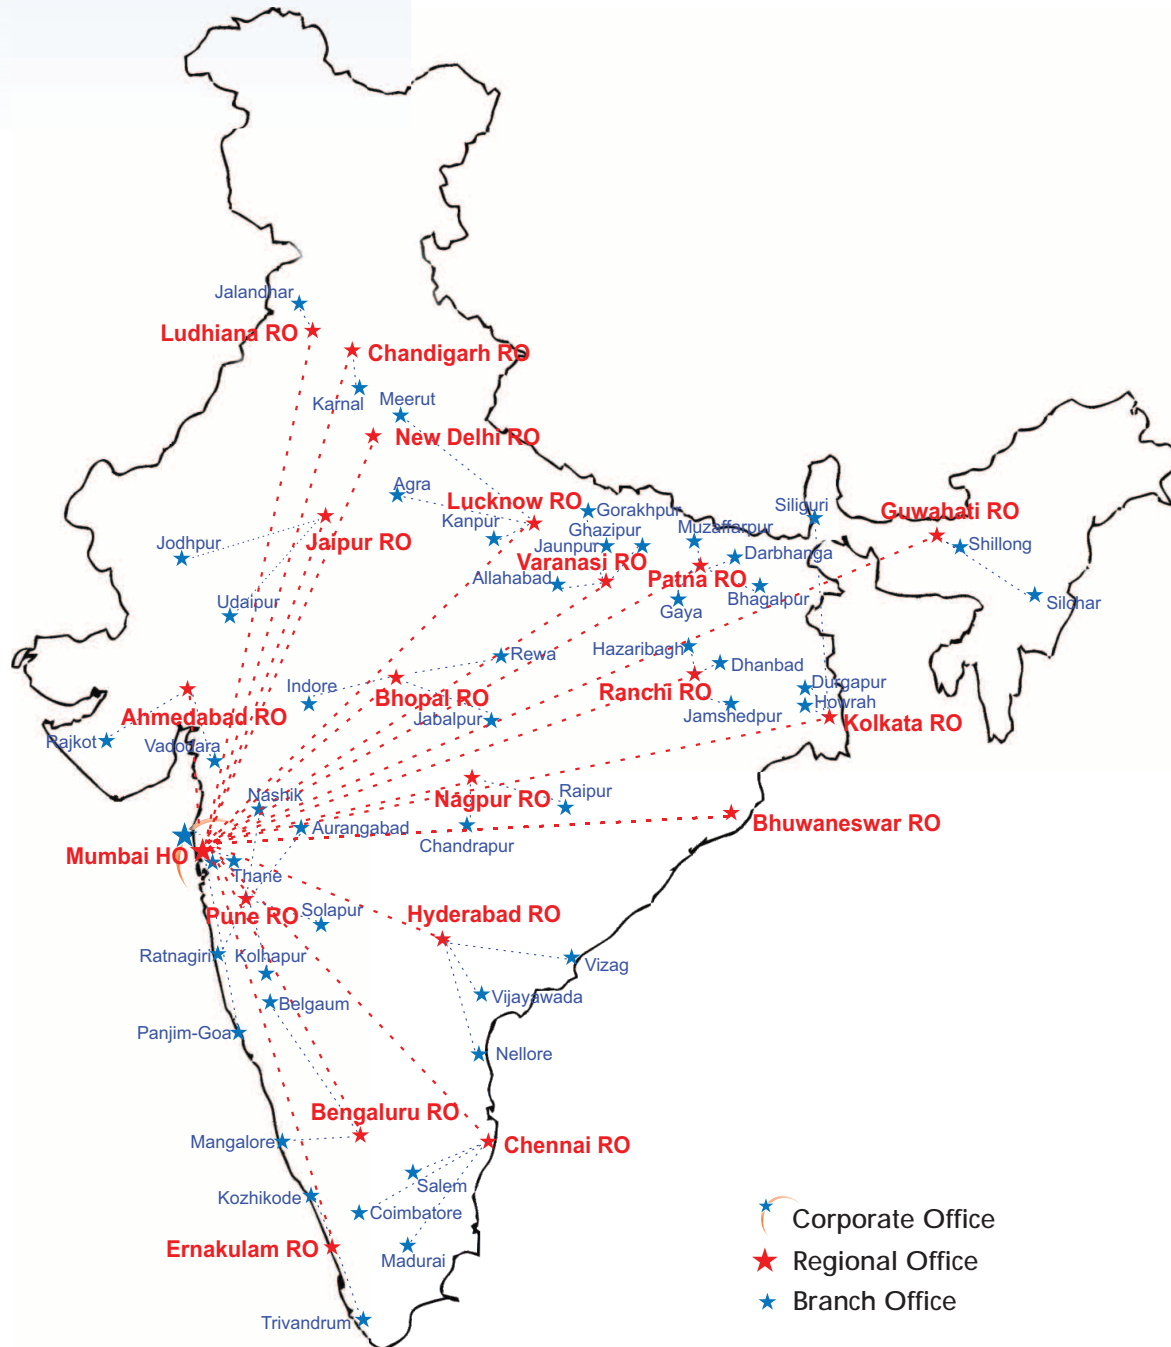 Jalandhar
Ludhiana RO
Chandigarh RO
Karnal
Meerut
New Delhi RO
Agra
Lucknow RO
Gorakhpur
Siliguri
Guwahati RO
Kanpur
Ghazipur
Muzaffarpur
Jaipur RO
Jodhpur
Jaunpur
Darbhanga
Shillong
Varanasi RO
Patna RO
Allahabad
Bhagalpur
Udaipur
Gaya
Silchar
Rewa
Hazaribagh
Dhanbad
Indore
Bhopal RO
Ranchi RO
Durgapur
Howrah
Ahmedabad RO
Jabalpur
Jamshedpur
Kolkata RO
Rajkot
Vadodara
Nashik
Nagpur RO
Raipur
Aurangabad
Bhuwaneswar RO
Chandrapur
Mumbai HO
Thane
Pune RO
Solapur
Hyderabad RO
Ratnagiri
Kolhapur
Vizag
Belgaum
Vijayawada
Panjim-Goa
Nellore
Bengaluru RO
Mangalore
Chennai RO
Salem
Kozhikode
Coimbatore
Corporate Office
Ernakulam RO
Madurai
Regional Office
Branch Office
Trivandrum